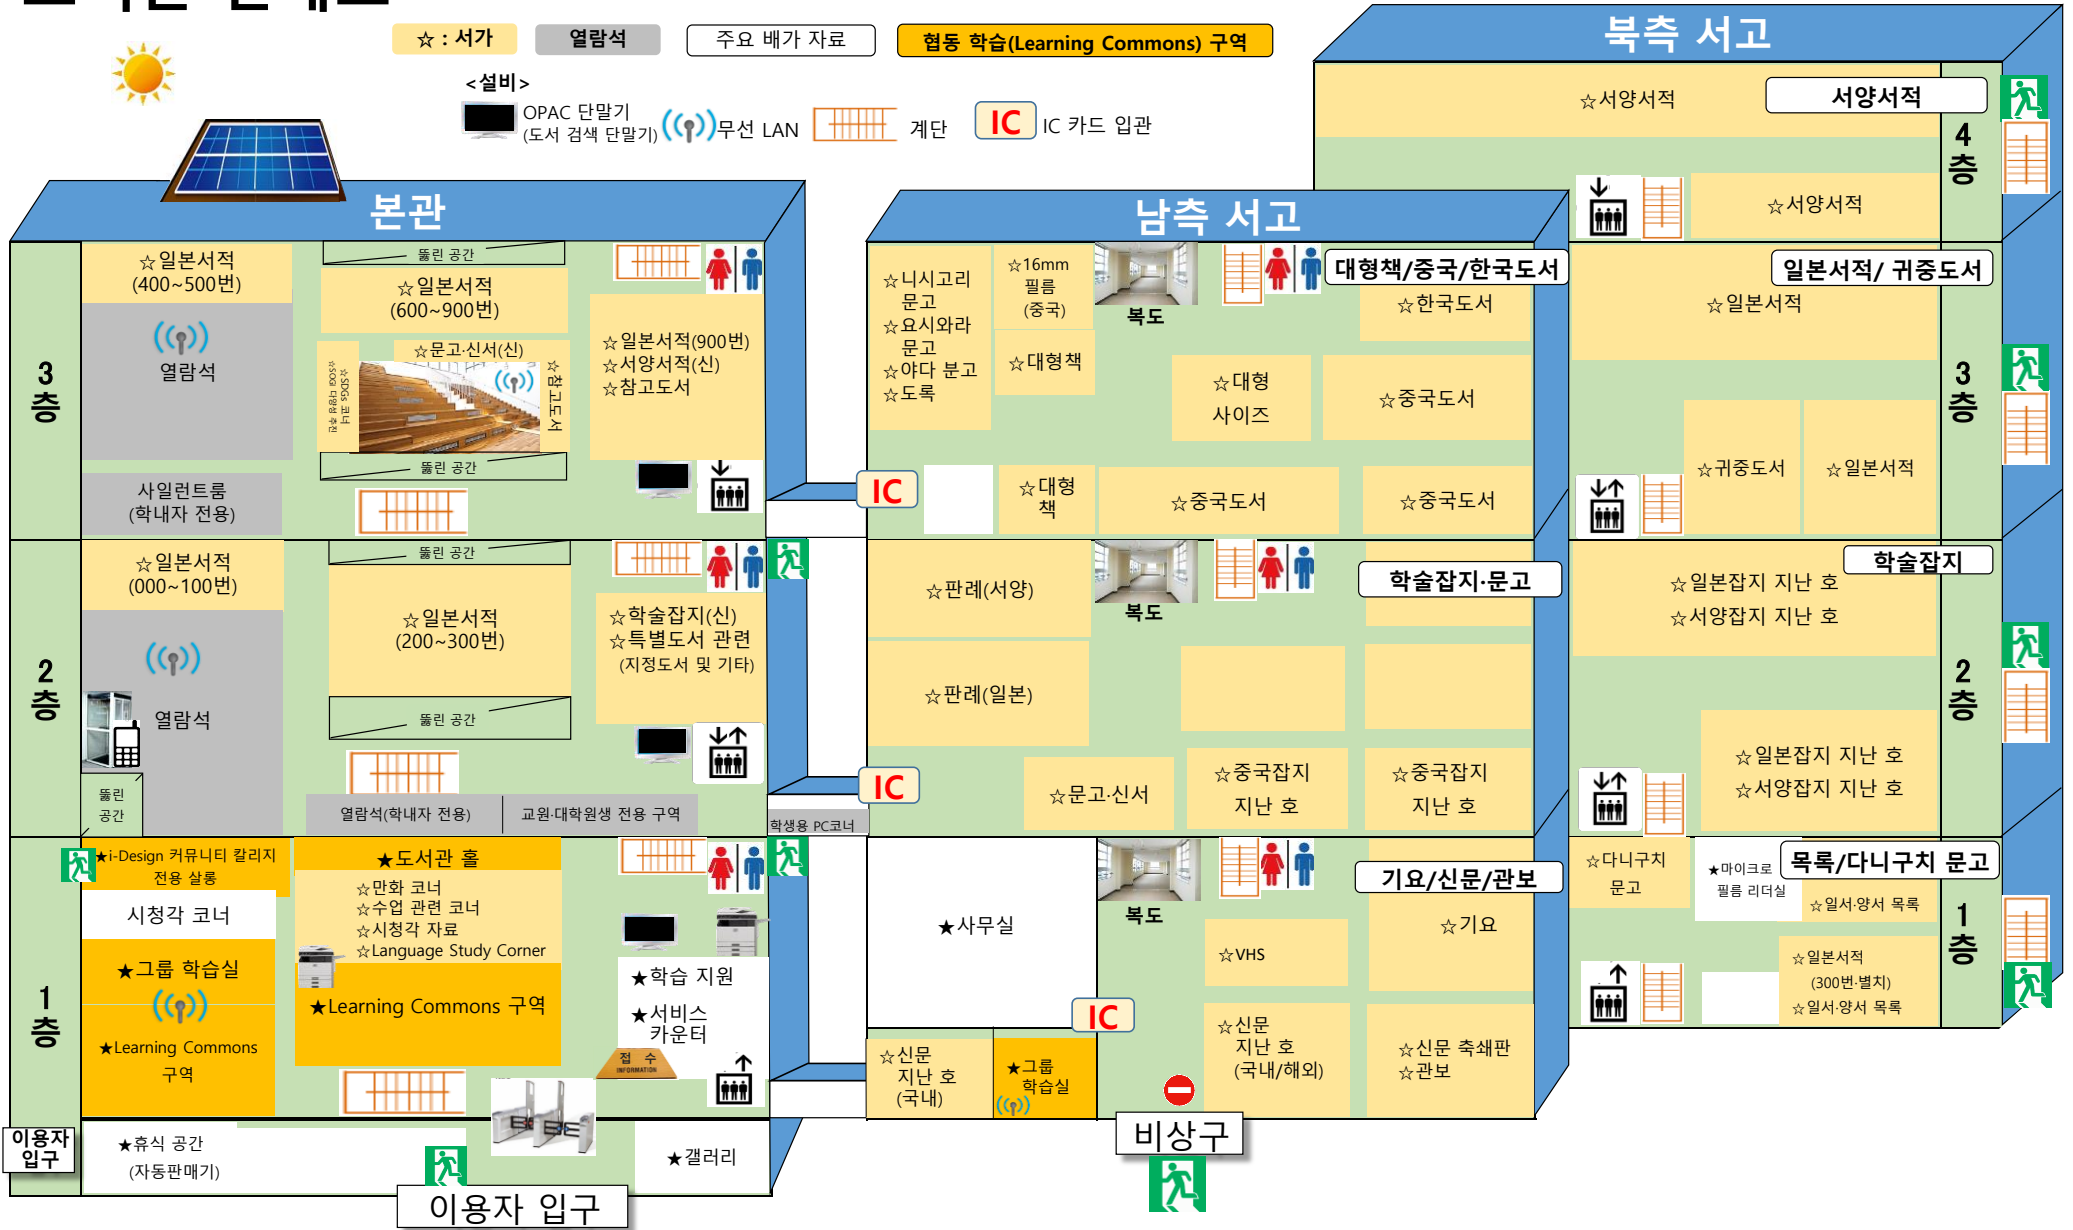 ☆ : 서가
열람석
주요 배가 자료
협동 학습(Learning Commons) 구역
<설비>
OPAC 단말기
(도서 검색 단말기)
무선 LAN
계단
IC
IC 카드 입관
본관
3
층
☆일본서적
(400~500번)
열람석
사일런트룸
(학내자 전용)
뚫린 공간
☆일본서적
(600~900번)
☆문고·신서(신)
☆SDGs 코너
☆SOGI 다양성 추진
☆참고도서
뚫린 공간
☆일본서적(900번)
☆서양서적(신)
☆참고도서
2
층
☆일본서적
(000~100번)
열람석
뚫린
공간
뚫린 공간
☆일본서적
(200~300번)
뚫린 공간
☆학술잡지(신)
☆특별도서 관련
(지정도서 및 기타)
열람석(학내자 전용)
교원·대학원생 전용 구역
학생용 PC코너
1
층
★i-Design 커뮤니티 칼리지
전용 살롱
시청각 코너
★그룹 학습실
★Learning Commons
구역
★도서관 홀
☆만화 코너
☆수업 관련 코너
☆시청각 자료
☆Language Study Corner
★Learning Commons 구역
★학습 지원
★서비스
카운터
접 수
INFORMATION
이용자
입구
★휴식 공간
(자동판매기)
★갤러리
이용자 입구
남측 서고
☆니시고리
문고
☆요시와라
문고
☆야다 분고
☆도록
☆16mm
필름
(중국)
☆대형책
복도
대형책/중국/한국도서
☆한국도서
☆대형
사이즈
☆중국도서
IC
☆대형
책
☆중국도서
☆중국도서
☆판례(서양)
복도
학술잡지·문고
☆판례(일본)
IC
☆문고·신서
☆중국잡지
지난 호
☆중국잡지
지난 호
★사무실
복도
기요/신문/관보
☆기요
☆VHS
IC
☆신문
지난 호
(국내)
★그룹
학습실
☆신문
지난 호
(국내/해외)
☆신문 축쇄판
☆관보
비상구
북측 서고
☆서양서적
서양서적
4
층
☆서양서적
일본서적/ 귀중도서
☆일본서적
3
층
☆귀중도서
☆일본서적
학술잡지
☆일본잡지 지난 호
☆서양잡지 지난 호
2
층
☆일본잡지 지난 호
☆서양잡지 지난 호
목록/다니구치 문고
☆다니구치
문고
★마이크로
필름 리더실
☆일서·양서 목록
1
층
☆일본서적
(300번·별치)
☆일서·양서 목록